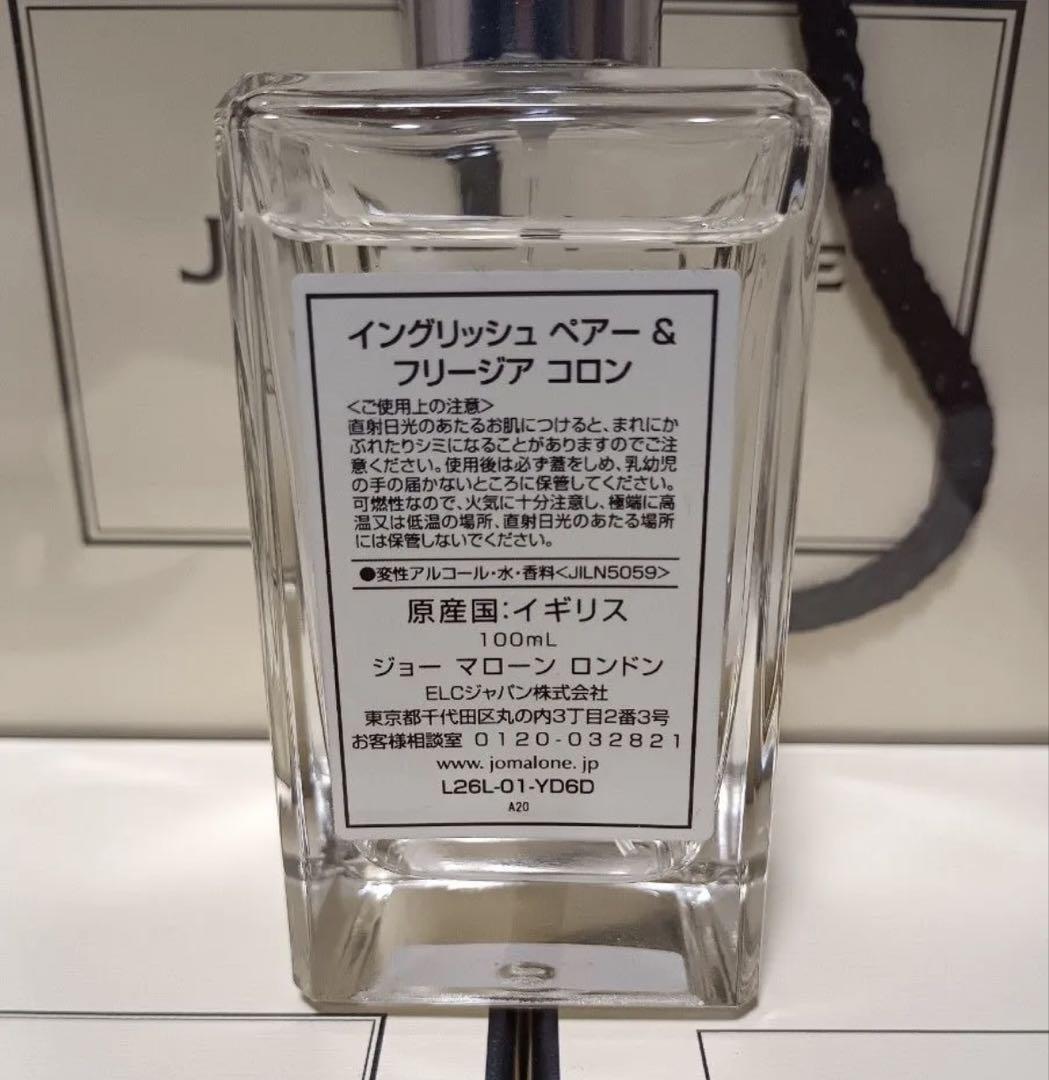 イングリッシュ ペアー &
フリージア コロン
<ご使用上の注意>
直射日光のあたるお肌につけると、まれにか
ぶれたりシミになることがありますのでご注
意ください。使用後は必ず蓋をしめ、乳幼児
の手の届かないところに保管してください。
可燃性なので、火気に十分注意し、極端に高
温又は低温の場所、直射日光のあたる場所
には保管しないでください。
●変性アルコール・水・香料<JILN5059>
原産国:イギリス
100mL
ジョー マローン ロンドン
ELCジャパン株式会社
東京都千代田区丸の内3丁目2番3号
お客様相談室 0120-032821
www. jomalone. jp
L26L-01-YD6D
A20